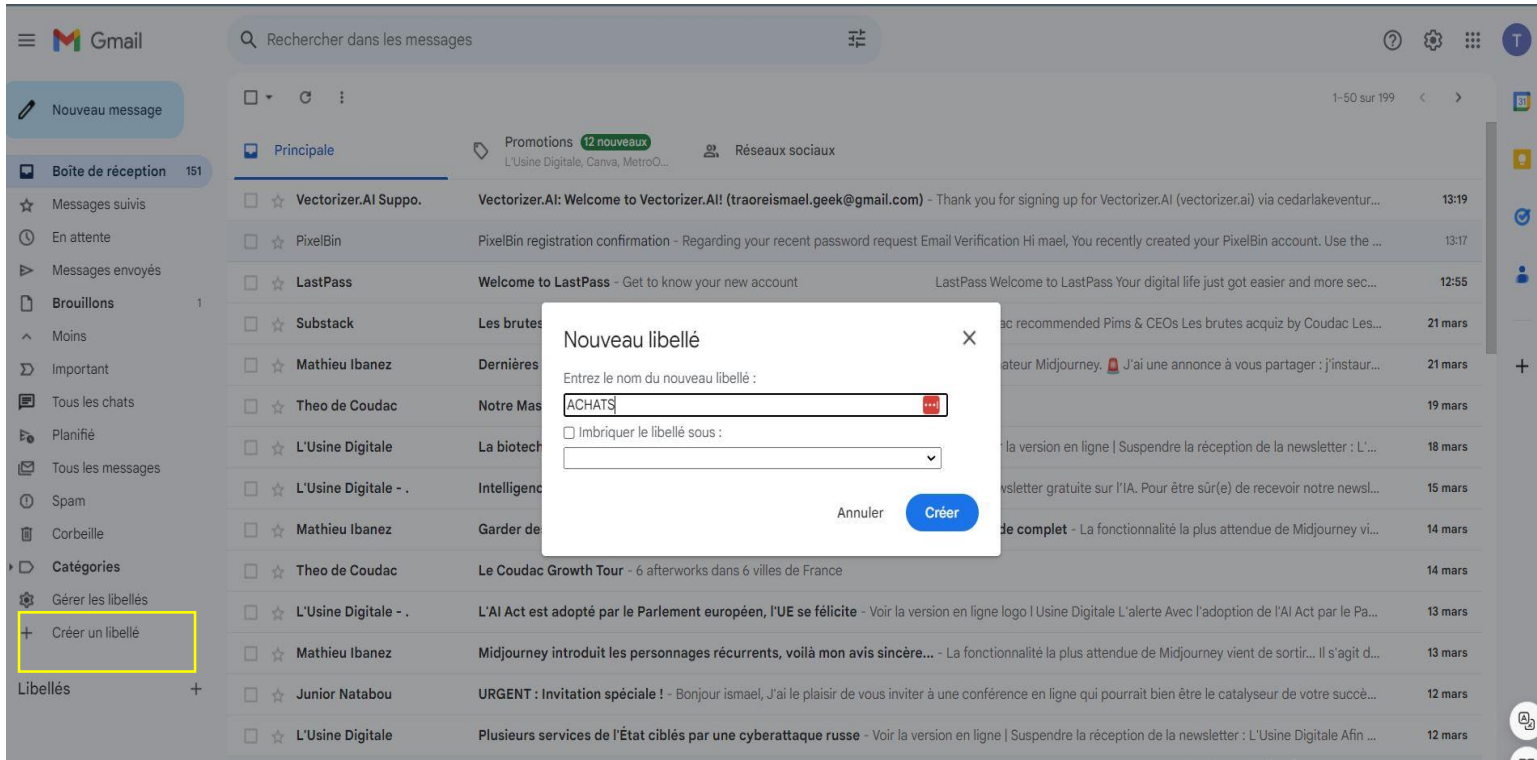 Gmail
Rechercher dans les messages
T
Nouveau message
1–50 sur 199
31
Principale
Promotions 12 nouveaux
L'Usine Digitale, Canva, MetroO...
Réseaux sociaux
Boîte de réception 151
Messages suivis
En attente
Messages envoyés
Brouillons 1
Moins
Important
Tous les chats
Planifié
Tous les messages
Spam
Corbeille
Catégories
Gérer les libellés
Créer un libellé
Libellés
Vectorizer.AI Suppo. Vectorizer.AI: Welcome to Vectorizer.AI! (traoreismael.geek@gmail.com) - Thank you for signing up for Vectorizer.AI (vectorizer.ai) via cedarlakeventur... 13:19
PixelBin PixelBin registration confirmation - Regarding your recent password request Email Verification Hi mael, You recently created your PixelBin account. Use the ... 13:17
LastPass Welcome to LastPass - Get to know your new account LastPass Welcome to LastPass Your digital life just got easier and more sec... 12:55
Substack Les brutes ac recommended Pims & CEOs Les brutes acquiz by Coudac Les... 21 mars
Mathieu Ibanez Dernières ateur Midjourney. 🚨 J'ai une annonce à vous partager : j'instaur... 21 mars
Theo de Coudac Notre Mas 19 mars
L'Usine Digitale La biotech la version en ligne | Suspendre la réception de la newsletter : L'... 18 mars
L'Usine Digitale - . Intelligenc wsletter gratuite sur l'IA. Pour être sûr(e) de recevoir notre newsl... 15 mars
Mathieu Ibanez Garder de de complet - La fonctionnalité la plus attendue de Midjourney vi... 14 mars
Theo de Coudac Le Coudac Growth Tour - 6 afterworks dans 6 villes de France 14 mars
L'Usine Digitale - . L'AI Act est adopté par le Parlement européen, l'UE se félicite - Voir la version en ligne logo l Usine Digitale L'alerte Avec l'adoption de l'AI Act par le Pa... 13 mars
Mathieu Ibanez Midjourney introduit les personnages récurrents, voilà mon avis sincère... - La fonctionnalité la plus attendue de Midjourney vient de sortir... Il s'agit d... 13 mars
Junior Natabou URGENT : Invitation spéciale ! - Bonjour ismael, J'ai le plaisir de vous inviter à une conférence en ligne qui pourrait bien être le catalyseur de votre succè... 12 mars
L'Usine Digitale Plusieurs services de l'État ciblés par une cyberattaque russe - Voir la version en ligne | Suspendre la réception de la newsletter : L'Usine Digitale Afin ... 12 mars
Nouveau libellé
Entrez le nom du nouveau libellé :
ACHATS
Imbriquer le libellé sous :
Annuler Créer